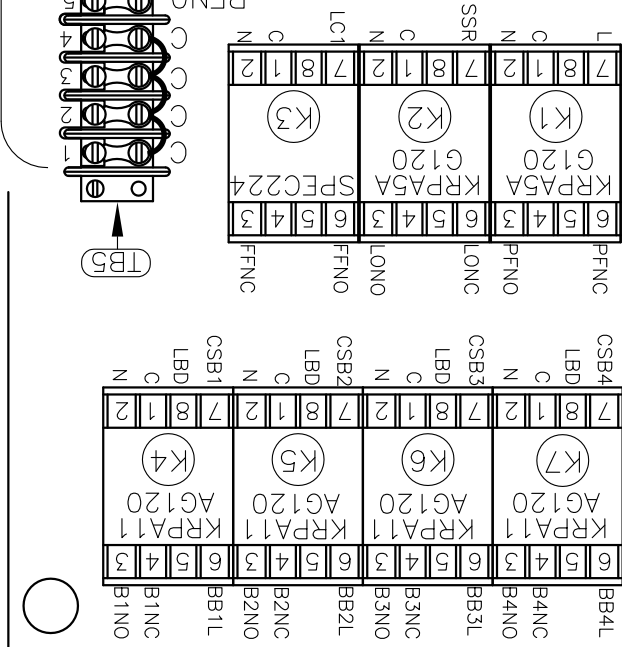 5
4 C
3 C
2 C
1 C
TB5
N C LC1 N C SSR N C L
2 1 8 7 2 1 8 7 2 1 8 7
K3 K2 K1
G120 G120
SPEC224 KRPA5A KRPA5A
3 4 5 6 3 4 5 6 3 4 5 6
FFNC FFNO LONO LONC PFNO PFNC
N C LBD CSB1 N C LBD CSB2 N C LBD CSB3 N C LBD CSB4
2 1 8 7 2 1 8 7 2 1 8 7 2 1 8 7
K4 K5 K6 K7
AG120 AG120 AG120 AG120
KRPA11 KRPA11 KRPA11 KRPA11
3 4 5 6 3 4 5 6 3 4 5 6 3 4 5 6
B1NO B1NC BB1L B2NO B2NC BB2L B3NO B3NC BB3L B4NO B4NC BB4L